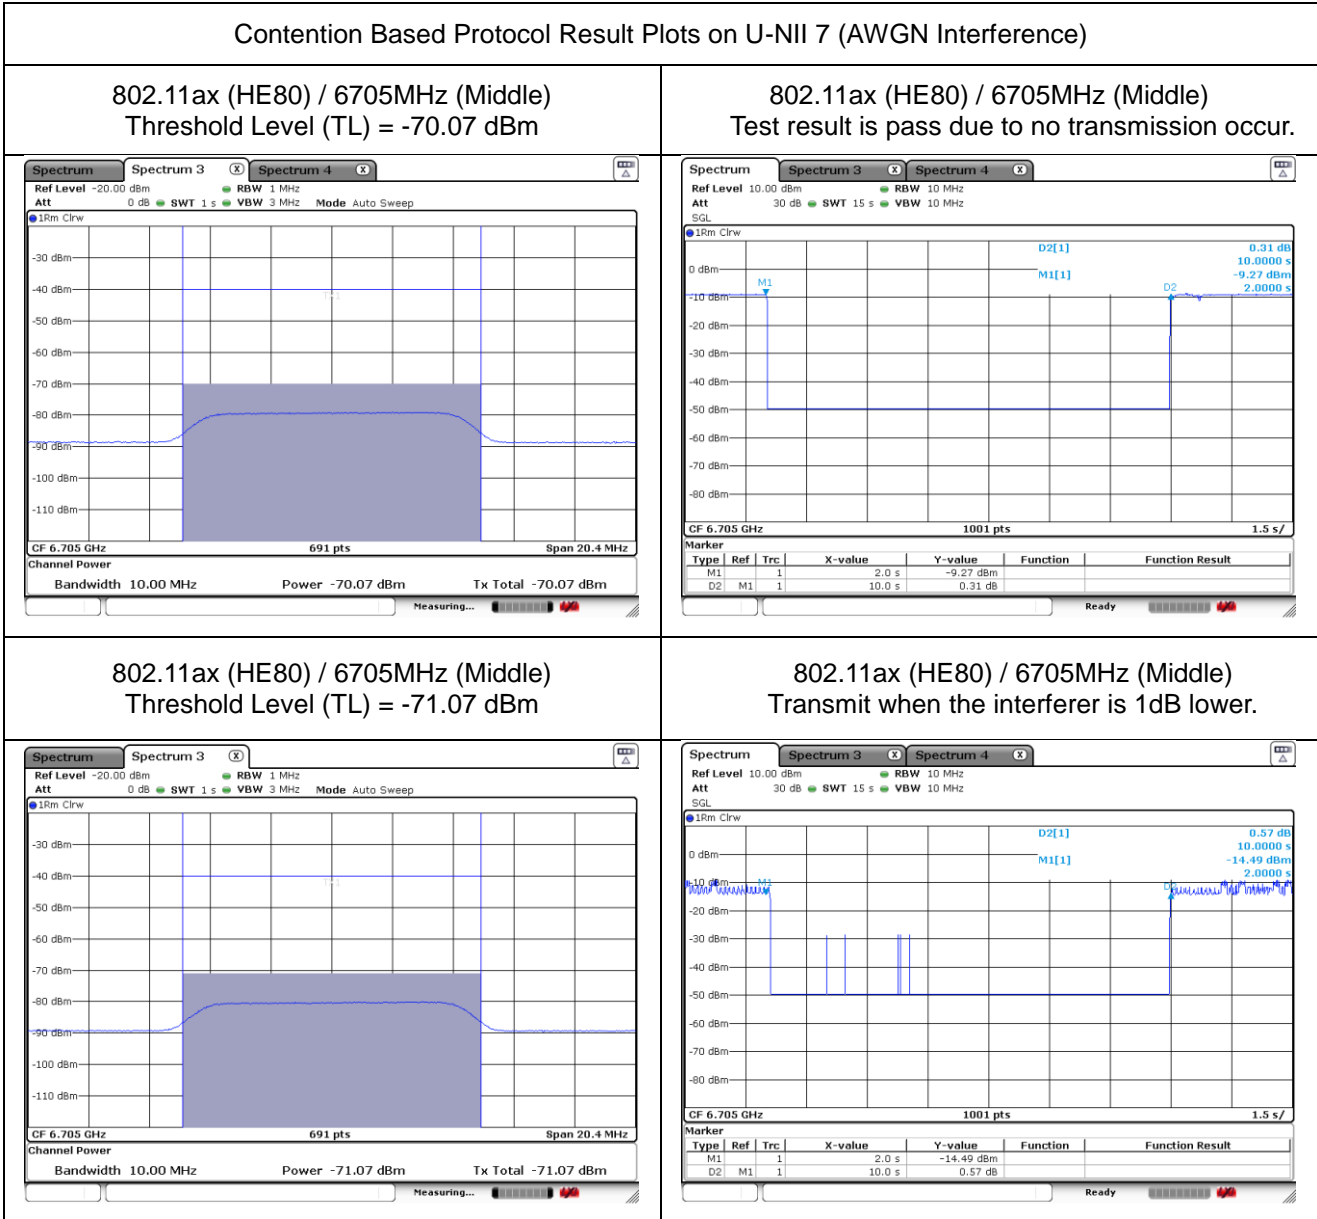 Contention Based Protocol Result Plots on U-NII 7 (AWGN Interference)
802.11ax (HE80) / 6705MHz (Middle)
Threshold Level (TL) = -70.07 dBm
802.11ax (HE80) / 6705MHz (Middle)
Test result is pass due to no transmission occur.
Spectrum Spectrum 3 X Spectrum 4 X
Ref Level -20.00 dBm RBW 1 MHz
Att 0 dB SWT 1 s VBW 3 MHz Mode Auto Sweep
1Rm Clrw
-30 dBm
-40 dBm
-50 dBm
-60 dBm
-70 dBm
-80 dBm
-90 dBm
-100 dBm
-110 dBm
CF 6.705 GHz 691 pts Span 20.4 MHz
Channel Power
Bandwidth 10.00 MHz Power -70.07 dBm Tx Total -70.07 dBm
Measuring...
Spectrum Spectrum 3 X Spectrum 4 X
Ref Level 10.00 dBm RBW 10 MHz
Att 30 dB SWT 15 s VBW 10 MHz
SGL
1Rm Clrw
D2[1] 0.31 dB
10.0000 s
M1[1] -9.27 dBm
2.0000 s
M1
D2
0 dBm
-10 dBm
-20 dBm
-30 dBm
-40 dBm
-50 dBm
-60 dBm
-70 dBm
-80 dBm
CF 6.705 GHz 1001 pts 1.5 s/
Marker
Type Ref Trc X-value Y-value Function Function Result
M1 1 2.0 s -9.27 dBm
D2 M1 1 10.0 s 0.31 dB
Ready
802.11ax (HE80) / 6705MHz (Middle)
Threshold Level (TL) = -71.07 dBm
802.11ax (HE80) / 6705MHz (Middle)
Transmit when the interferer is 1dB lower.
Spectrum Spectrum 3 X
Ref Level -20.00 dBm RBW 1 MHz
Att 0 dB SWT 1 s VBW 3 MHz Mode Auto Sweep
1Rm Clrw
-30 dBm
-40 dBm
-50 dBm
-60 dBm
-70 dBm
-80 dBm
-90 dBm
-100 dBm
-110 dBm
CF 6.705 GHz 691 pts Span 20.4 MHz
Channel Power
Bandwidth 10.00 MHz Power -71.07 dBm Tx Total -71.07 dBm
Measuring...
Spectrum Spectrum 3 X Spectrum 4 X
Ref Level 10.00 dBm RBW 10 MHz
Att 30 dB SWT 15 s VBW 10 MHz
SGL
1Rm Clrw
D2[1] 0.57 dB
10.0000 s
M1[1] -14.49 dBm
2.0000 s
M1
D2
0 dBm
-10 dBm
-20 dBm
-30 dBm
-40 dBm
-50 dBm
-60 dBm
-70 dBm
-80 dBm
CF 6.705 GHz 1001 pts 1.5 s/
Marker
Type Ref Trc X-value Y-value Function Function Result
M1 1 2.0 s -14.49 dBm
D2 M1 1 10.0 s 0.57 dB
Ready